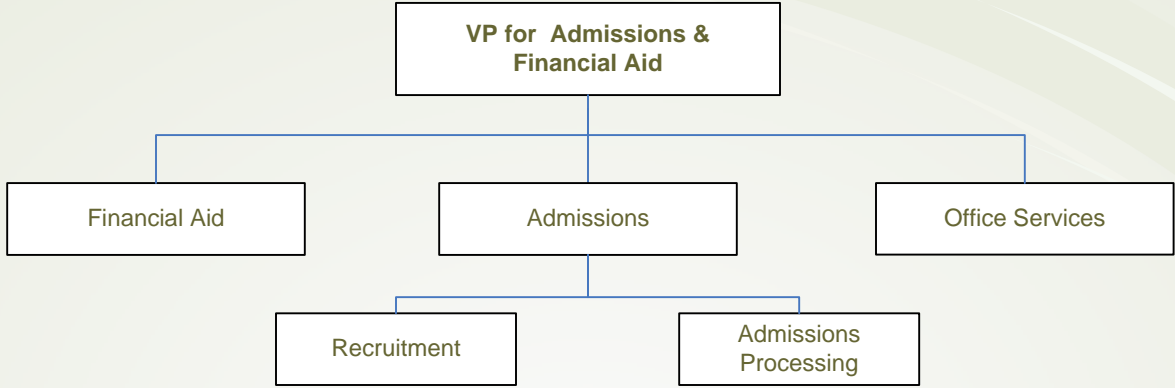 VP for Admissions &
Financial Aid
Financial Aid
Admissions
Office Services
Recruitment
Admissions
Processing